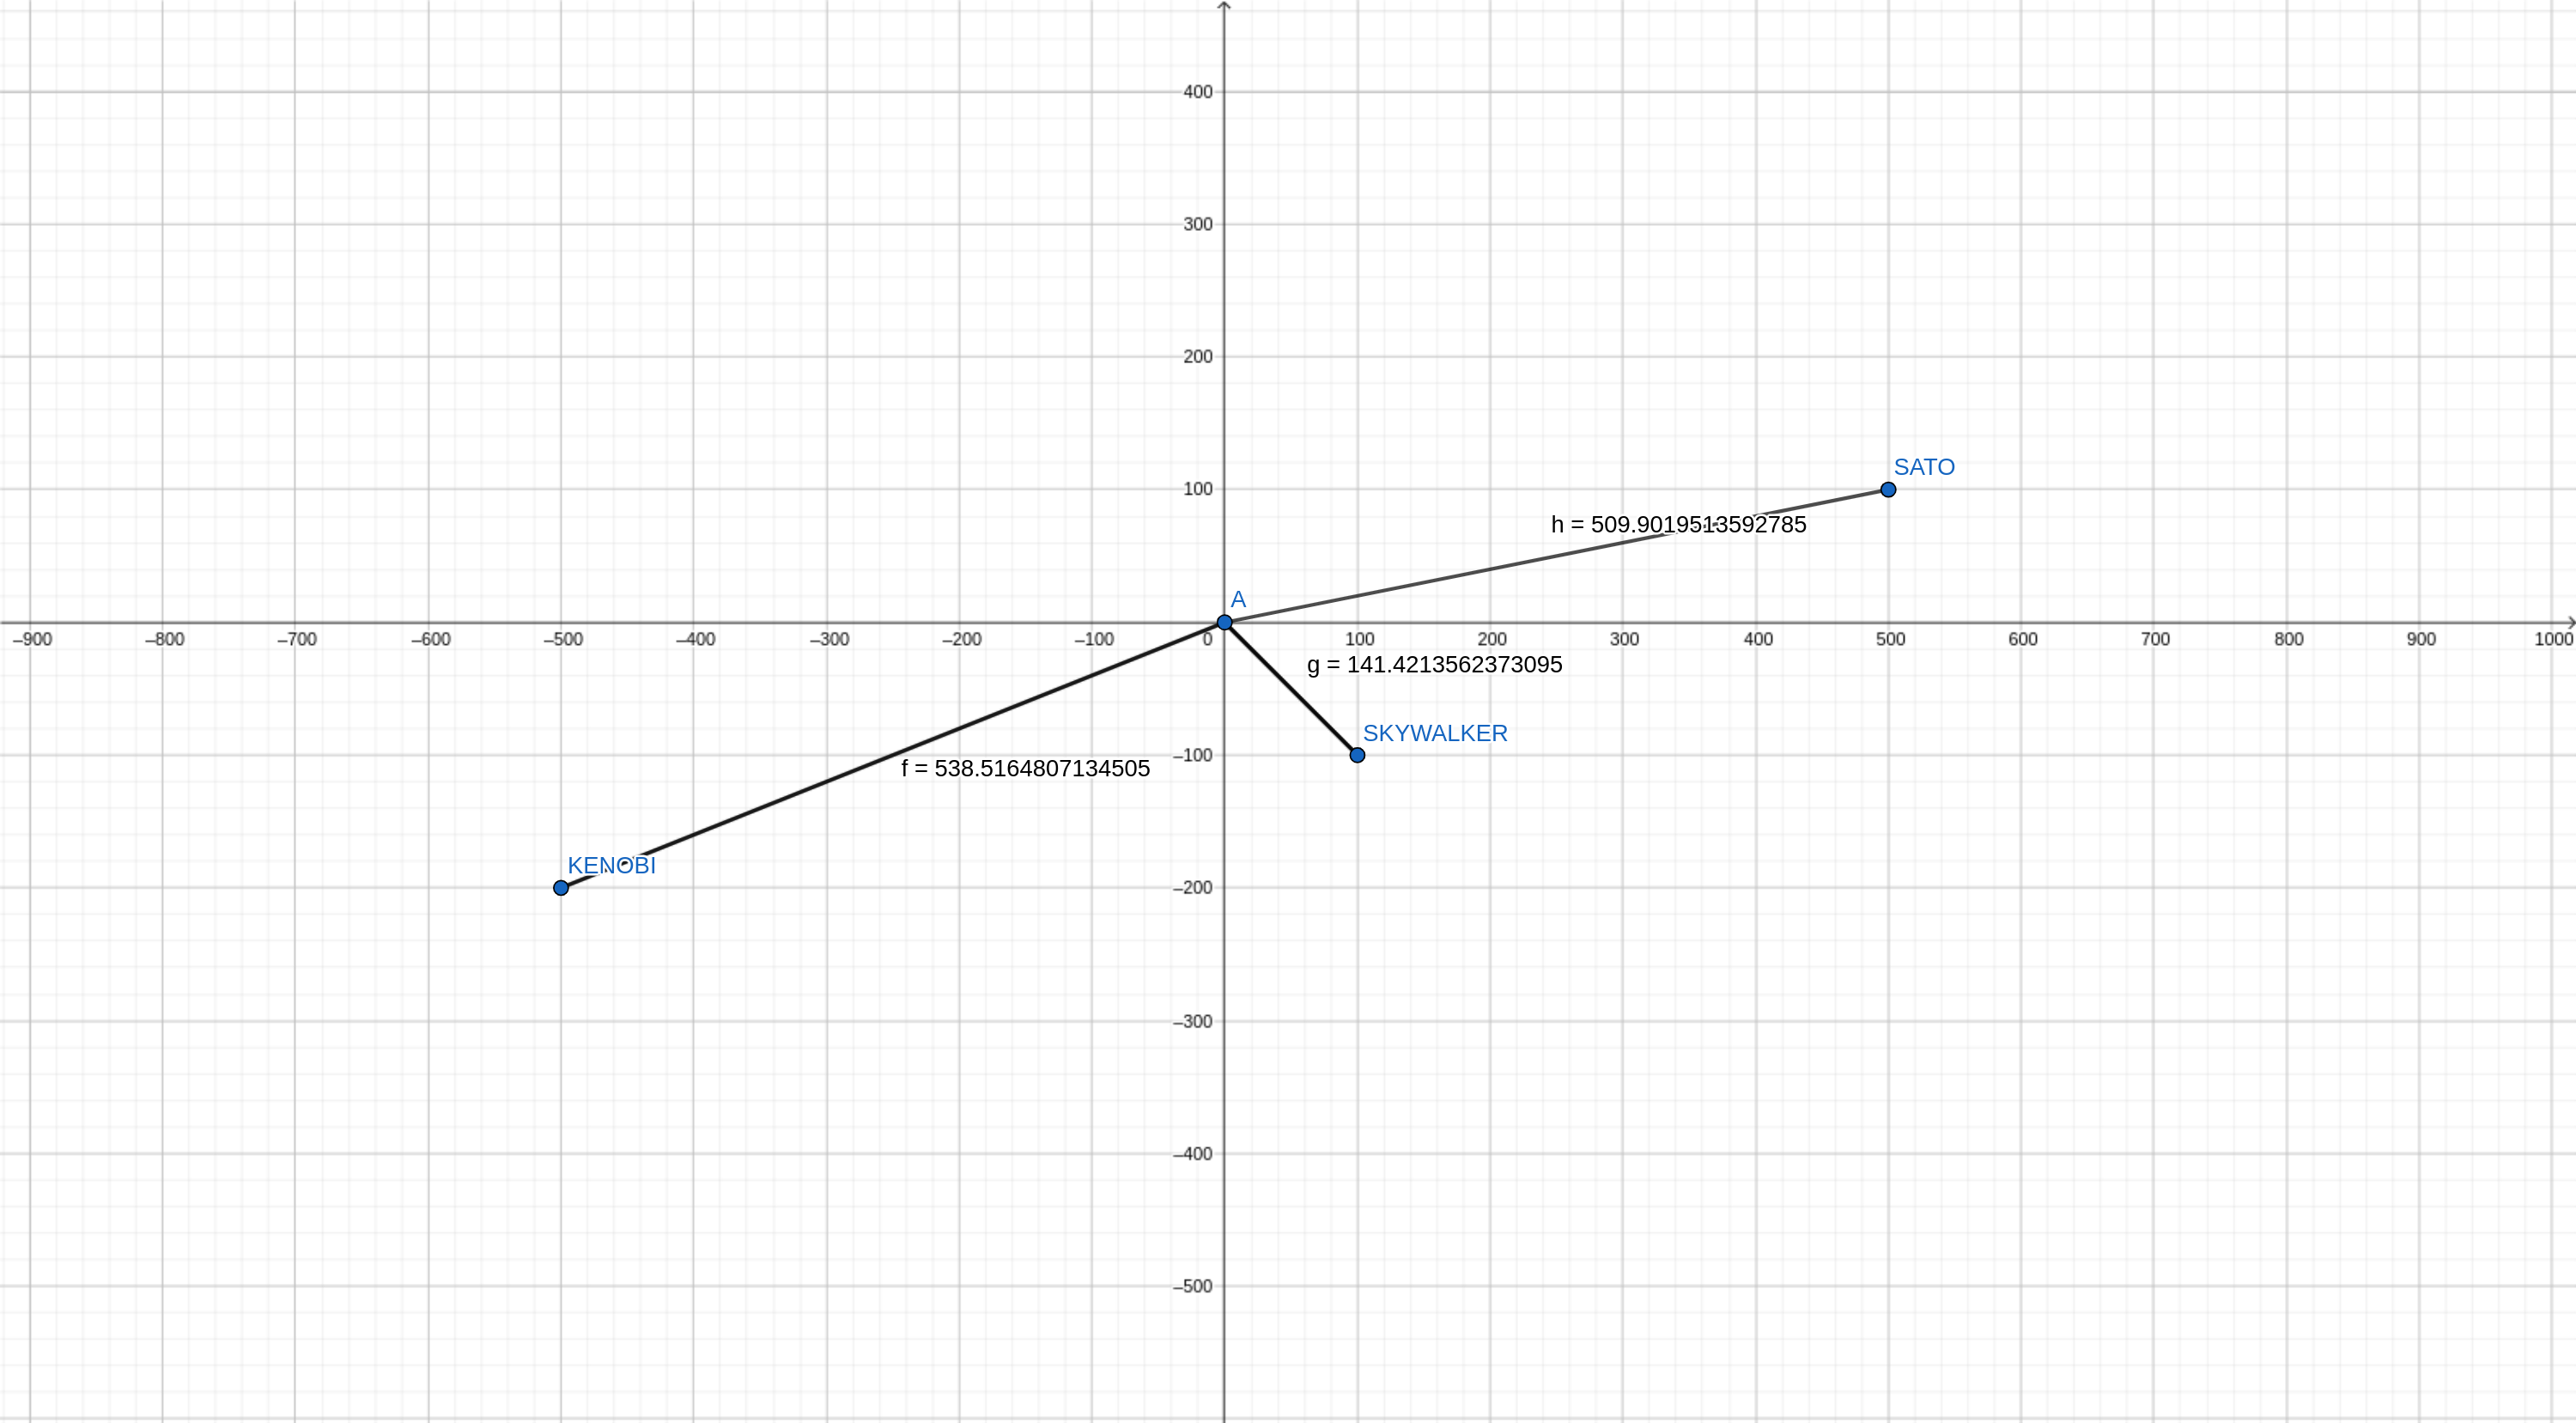 400
300
200
SATO
100
h = 509.9019513592785
A
–900 –800 –700 –600 –500 –400 –300 –200 –100 0 100 200 300 400 500 600 700 800 900 1000
g = 141.4213562373095
SKYWALKER
–100
f = 538.5164807134505
KENOBI
–200
–300
–400
–500